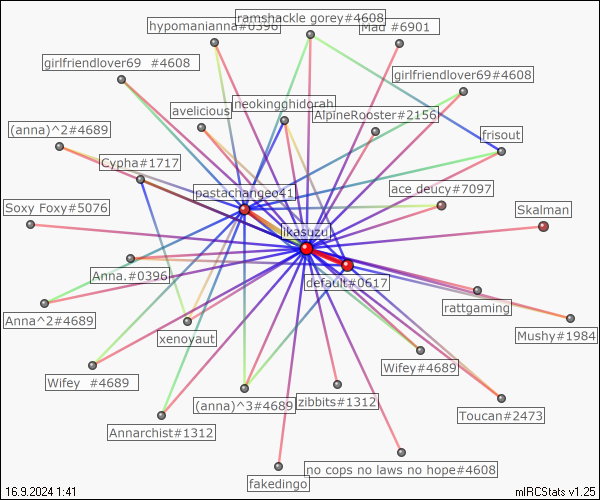 hypomanianna#0396
ramshackle gorey#4608
Mad #6901
girlfriendlover69 #4608
girlfriendlover69#4608
avelicious
neokingghidorah
AlpineRooster#2156
(anna)^2#4689
frisout
Cypha#1717
pastachangeo41
ace deucy#7097
Soxy Foxy#5076
Skalman
likasuzu
Anna.#0396
default#0617
rattgaming
Anna^2#4689
xenoyaut
Mushy#1984
Wifey #4689
Wifey#4689
(anna)^3#4689
zibbits#1312
Toucan#2473
Annarchist#1312
no cops no laws no hope#4608
fakedingo
16.9.2024 1:41
mIRCStats v1.25